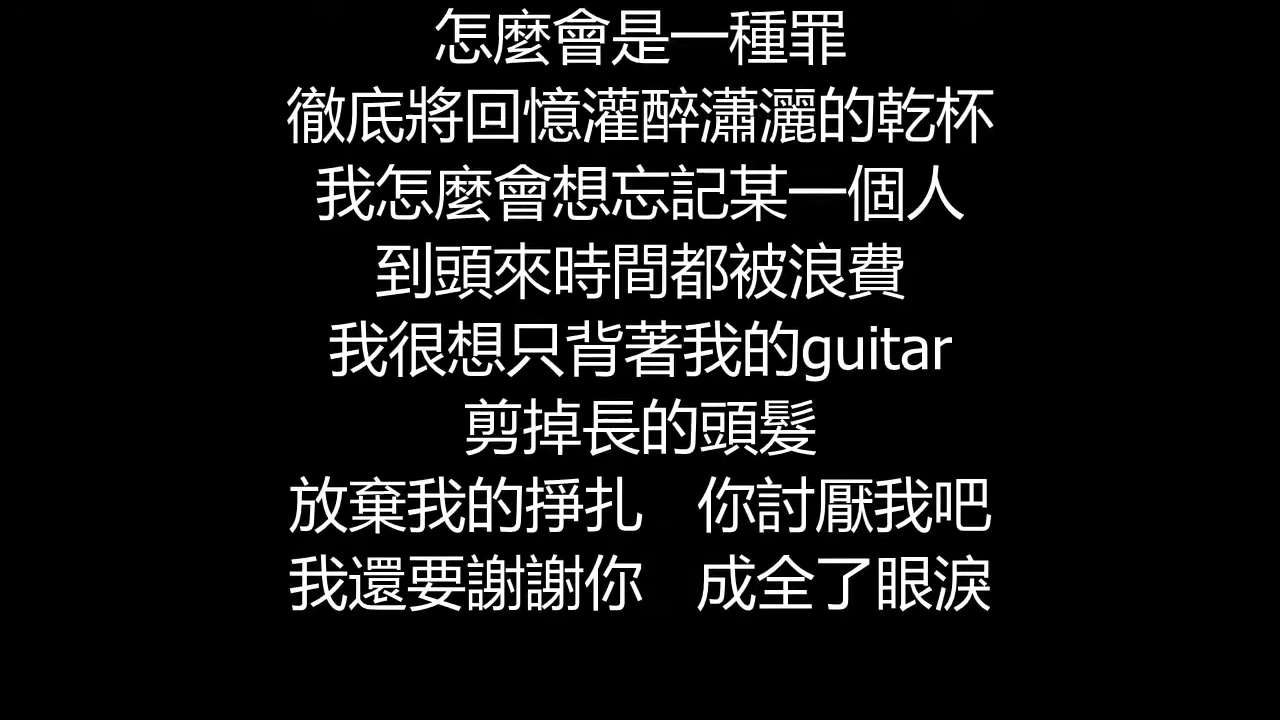 怎麼會是一種罪
徹底將回憶灌醉瀟灑的乾杯
我怎麼會想忘記某一個人
到頭來時間都被浪費
我很想只背著我的guitar
剪掉長的頭髮
放棄我的掙扎　你討厭我吧
我還要謝謝你　成全了眼淚